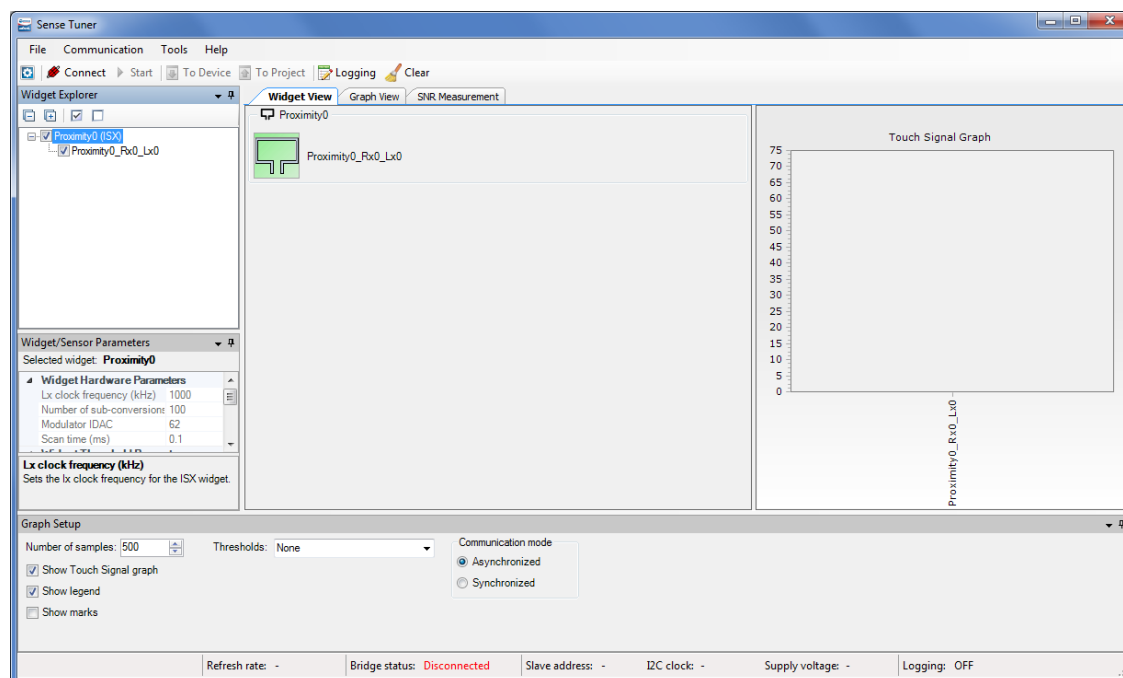 Sense Tuner
File Communication Tools Help
Connect Start To Device To Project Logging Clear
Widget Explorer
Widget View Graph View SNR Measurement
Proximity0 (ISX)
Proximity0_Rx0_Lx0
Proximity0
Proximity0_Rx0_Lx0
Touch Signal Graph
75
70
65
60
55
50
45
40
35
30
25
20
15
10
5
0
Proximity0_Rx0_Lx0
Widget/Sensor Parameters
Selected widget: Proximity0
Widget Hardware Parameters
Lx clock frequency (kHz) 1000
Number of sub-conversions 100
Modulator IDAC 62
Scan time (ms) 0.1
Lx clock frequency (kHz)
Sets the lx clock frequency for the ISX widget.
Graph Setup
Number of samples: 500 Thresholds: None
Show Touch Signal graph
Show legend
Show marks
Communication mode
Asynchronized
Synchronized
Refresh rate: - Bridge status: Disconnected Slave address: - I2C clock: - Supply voltage: - Logging: OFF